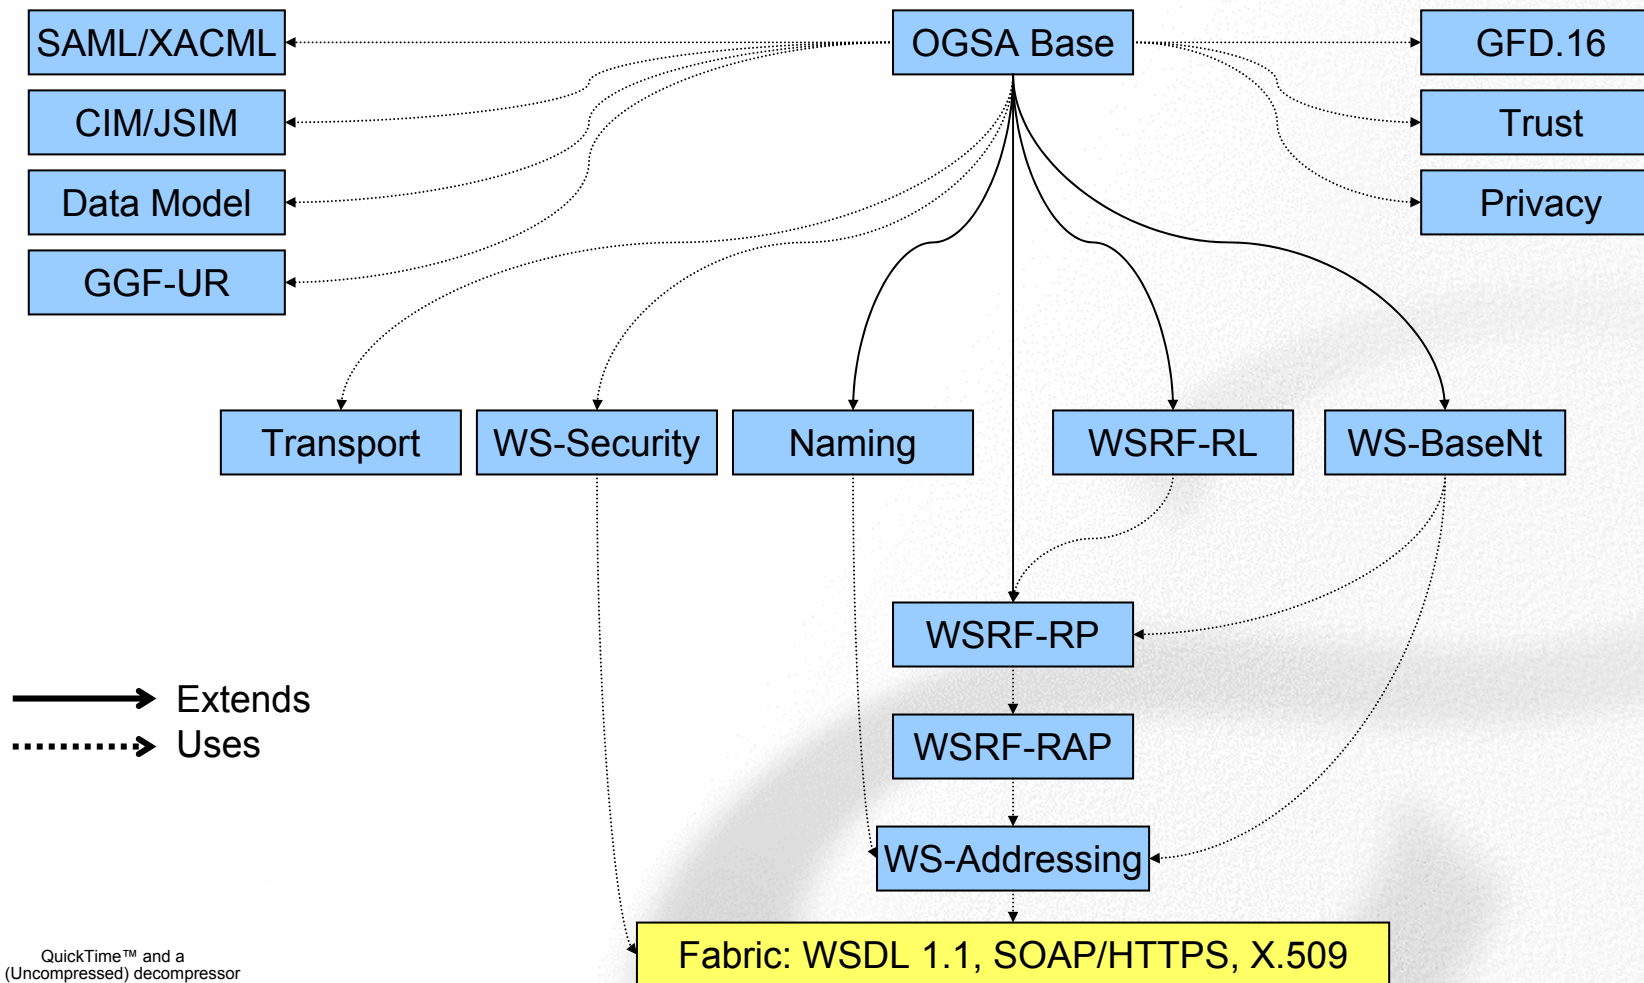 SAML/XACML
OGSA Base
GFD.16
CIM/JSIM
Trust
Data Model
Privacy
GGF-UR
Transport
WS-Security
Naming
WSRF-RL
WS-BaseNt
WSRF-RP
Extends
Uses
WSRF-RAP
WS-Addressing
Fabric: WSDL 1.1, SOAP/HTTPS, X.509
QuickTime™ and a
(Uncompressed) decompressor